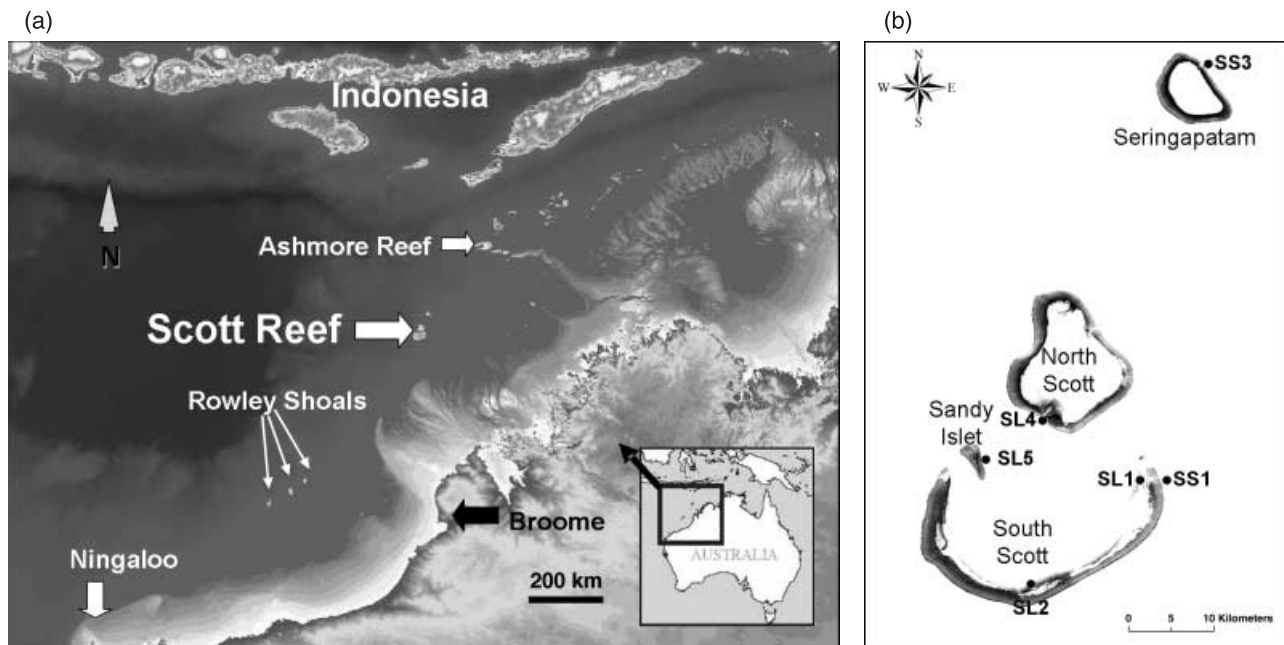 (a)
Indonesia
N
Ashmore Reef
Scott Reef
Rowley Shoals
Broome
Ningaloo
200 km
AUSTRALIA
(b)
N
W E
S
SS3
Seringapatam
North
Scott
Sandy
Islet
SL4
SL5
SL1
SS1
South
Scott
SL2
0 5 10 Kilometers